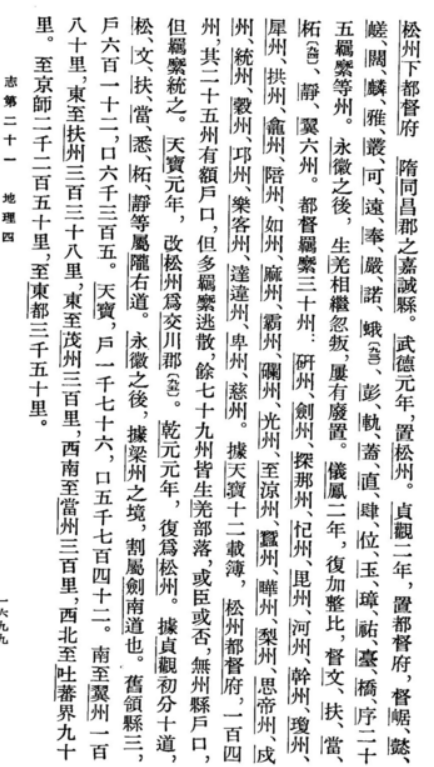 松州下都督府　隋同昌郡之嘉誠縣。武德元年，置松州。貞觀二年，置都督府，督崌、懿、
嵯、闊、麟、雅、叢、可、遠、奉、嚴、諾、蛾〔九三〕、彭、軌、蓋、直、肆、位、玉、璋、祐、臺、橋、序二十
五羈縻等州。永徽之後，生羌相繼忽叛，屢有廢置。儀鳳二年，復加整比，督文、扶、當、
柘〔九四〕、靜、翼六州。都督羈縻三十州：研州、劍州、探那州、忋州、毘州、河州、幹州、瓊州、
犀州、拱州、龕州、陪州、如州、麻州、霸州、礀州、光州、至涼州、蠶州、曄州、梨州、思帝州、戍
州、統州、穀州、邛州、樂客州、達違州、卑州、慈州。據天寶十二載簿，松州都督府，一百四
州，其二十五州有額戶口，但多羈縻逃散，餘七十九州皆生羌部落，或臣或否，無州縣戶口，
但羈縻統之。天寶元年，改松州為交川郡〔九五〕。乾元元年，復為松州。據貞觀初分十道，
松、文、扶、當、悉、柘、靜等屬隴右道。永徽之後，據梁州之境，割屬劍南道也。舊領縣三，
戶六百一十二，口六千三百五。天寶，戶一千七十六，口五千七百四十二。南至翼州一百
八十里，東至扶州三百三十八里，東至茂州三百里，西南至當州三百里，西北至吐蕃界九十
里。至京師二千二百五十里，至東都三千五十里。
志第二十一　地理四
一六九九